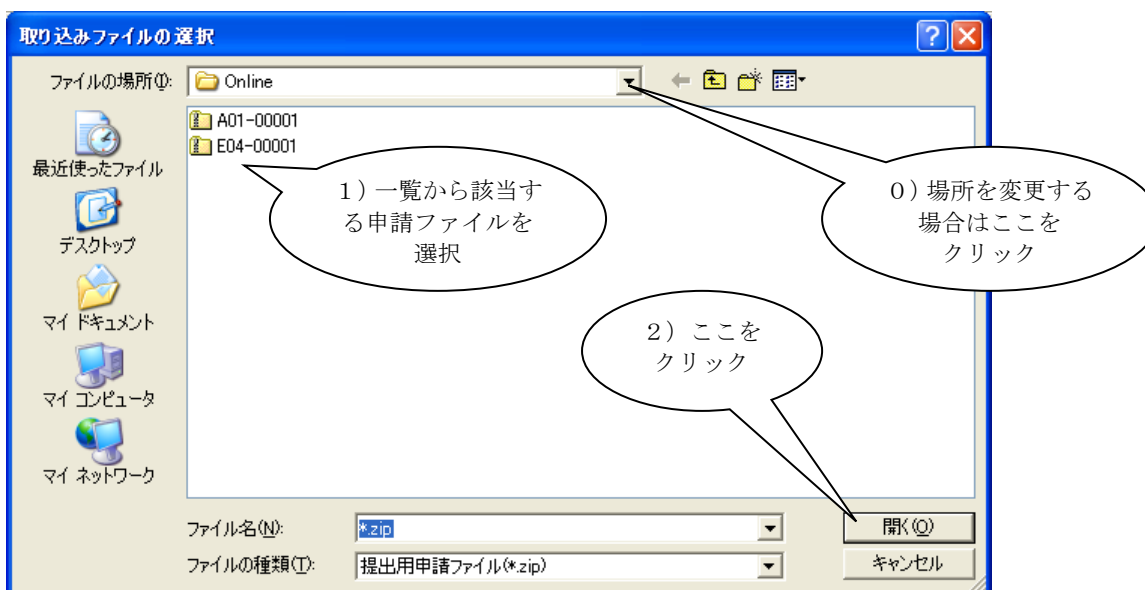 取り込みファイルの選択
ファイルの場所(I):
Online
A01-00001
E04-00001
最近使ったファイル
デスクトップ
マイ ドキュメント
マイ コンピュータ
マイ ネットワーク
1）一覧から該当す
る申請ファイルを
選択
0）場所を変更する
場合はここを
クリック
2）ここを
クリック
ファイル名(N):
*.zip
開く(O)
ファイルの種類(T):
提出用申請ファイル(*.zip)
キャンセル